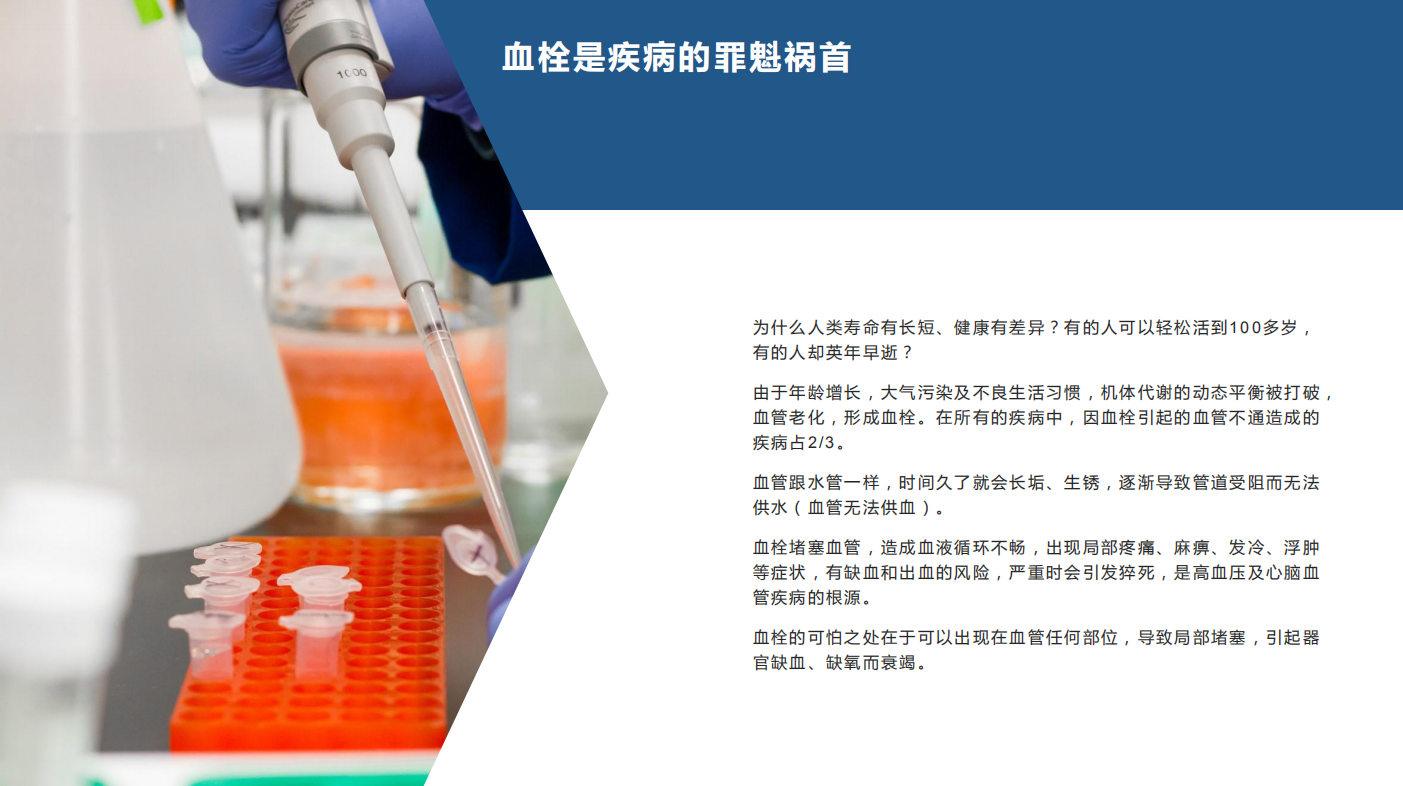 血栓是疾病的罪魁祸首
1000
为什么人类寿命有长短、健康有差异？有的人可以轻松活到100多岁，
有的人却英年早逝？
由于年龄增长，大气污染及不良生活习惯，机体代谢的动态平衡被打破，
血管老化，形成血栓。在所有的疾病中，因血栓引起的血管不通造成的
疾病占2/3。
血管跟水管一样，时间久了就会长垢、生锈，逐渐导致管道受阻而无法
供水（血管无法供血）。
血栓堵塞血管，造成血液循环不畅，出现局部疼痛、麻痹、发冷、浮肿
等症状，有缺血和出血的风险，严重时会引发猝死，是高血压及心脑血
管疾病的根源。
血栓的可怕之处在于可以出现在血管任何部位，导致局部堵塞，引起器
官缺血、缺氧而衰竭。